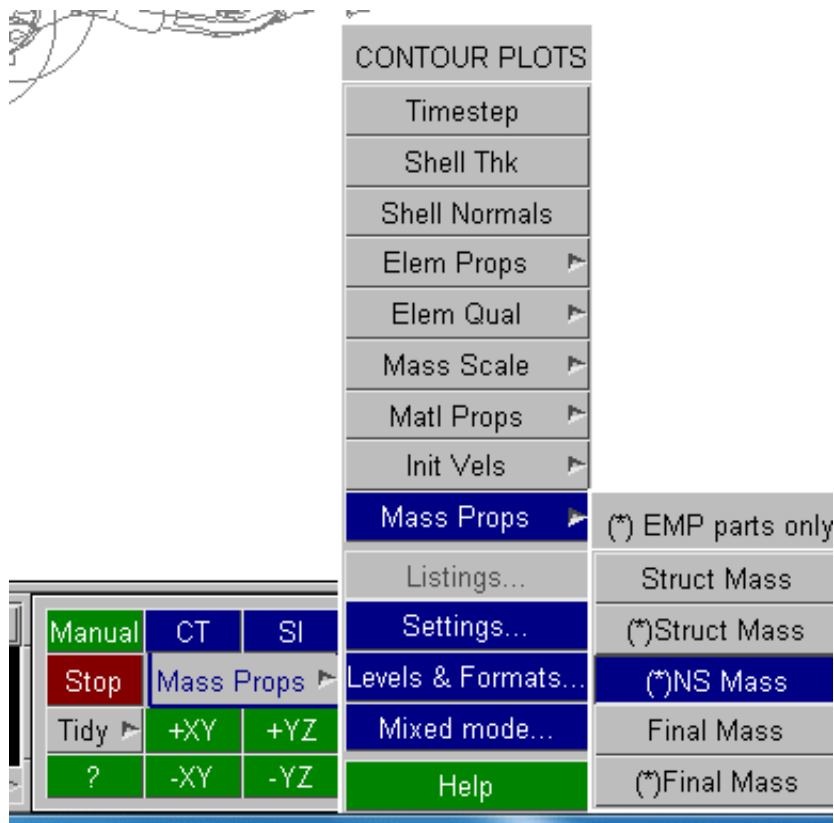 CONTOUR PLOTS
Timestep
Shell Thk
Shell Normals
Elem Props
Elem Qual
Mass Scale
Matl Props
Init Vels
Mass Props
Listings...
Settings...
Levels & Formats...
Mixed mode...
Help
(*) EMP parts only
Struct Mass
(*)Struct Mass
(*)NS Mass
Final Mass
(*)Final Mass
Manual CT SI
Stop Mass Props
Tidy +XY +YZ
? -XY -YZ